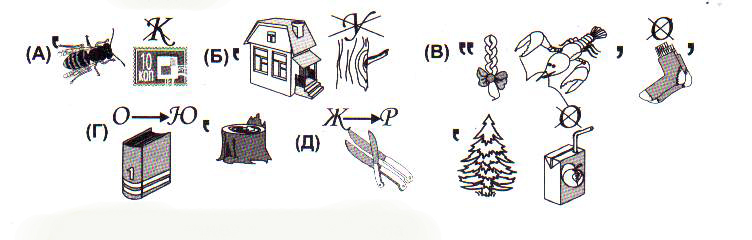 (А) ‘ К (Б) ‘ У (В) “ , О ,
10 КОП
(Г) О→Ю ‘ (Д) Ж→Р ‘ О
1